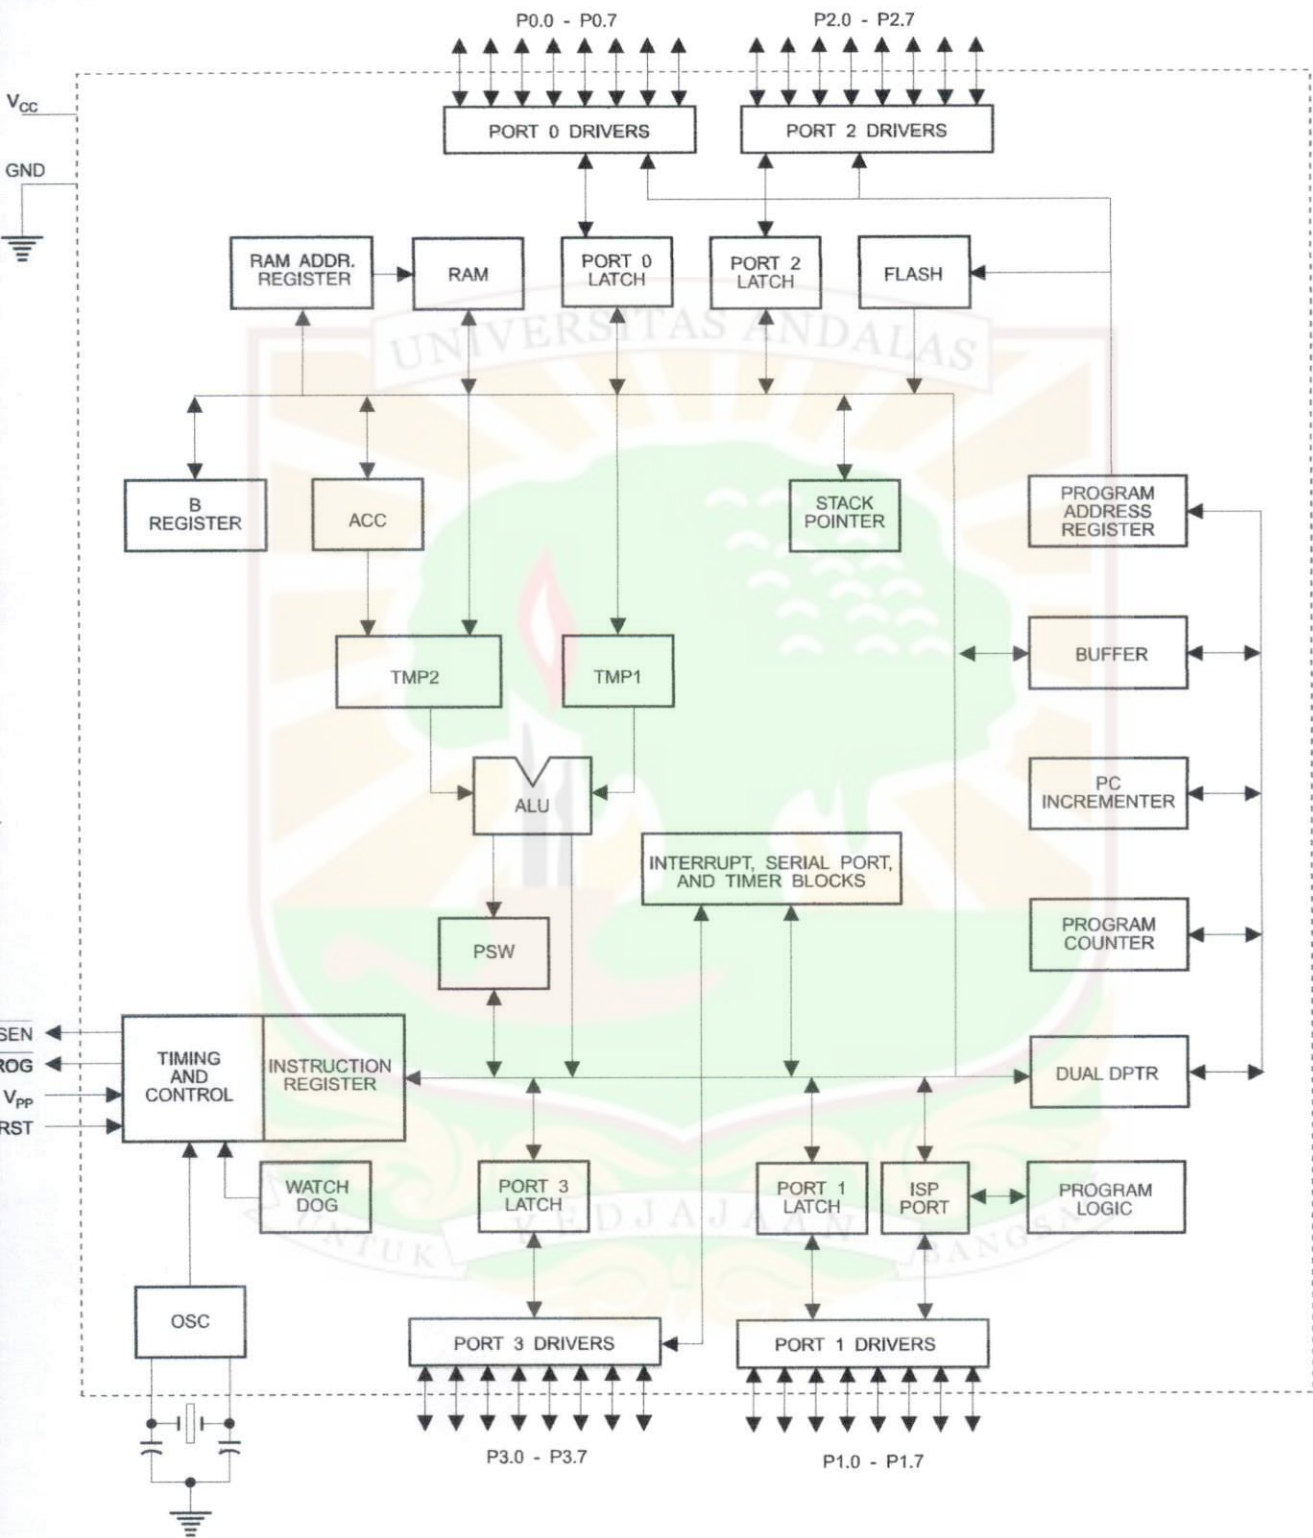 P0.0 - P0.7
P2.0 - P2.7
VCC
PORT 0 DRIVERS
PORT 2 DRIVERS
GND
RAM ADDR.
REGISTER
RAM
PORT 0
LATCH
PORT 2
LATCH
FLASH
UNIVERSITAS ANDALAS
B
REGISTER
ACC
STACK
POINTER
PROGRAM
ADDRESS
REGISTER
TMP2
TMP1
BUFFER
ALU
PC
INCREMENTER
INTERRUPT, SERIAL PORT,
AND TIMER BLOCKS
PSW
PROGRAM
COUNTER
SEN
ROG
VPP
RST
TIMING
AND
CONTROL
INSTRUCTION
REGISTER
DUAL DPTR
WATCH
DOG
PORT 3
LATCH
PORT 1
LATCH
ISP
PORT
PROGRAM
LOGIC
UNTUK KEDJAJAAN BANGSA
OSC
PORT 3 DRIVERS
PORT 1 DRIVERS
P3.0 - P3.7
P1.0 - P1.7